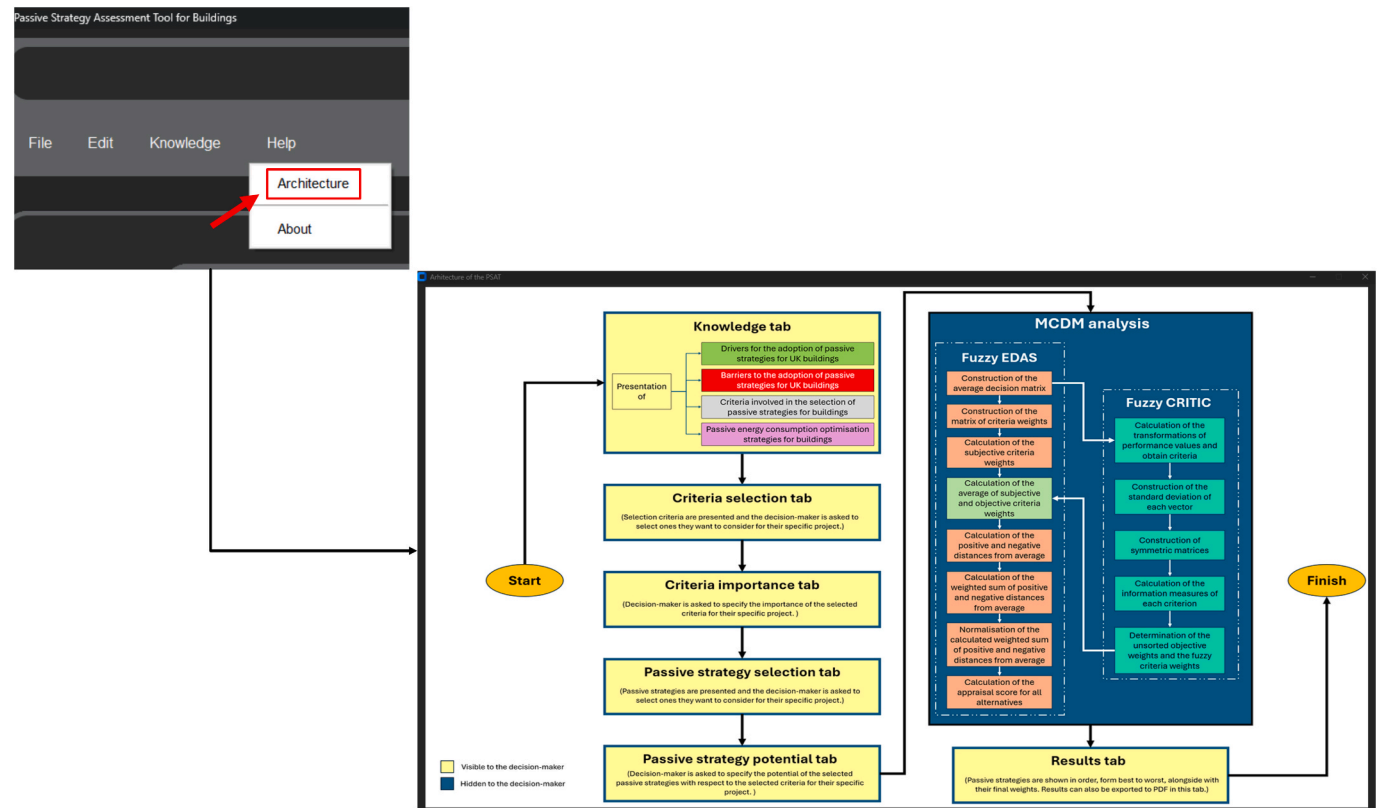 Passive Strategy Assessment Tool for Buildings
File Edit Knowledge Help
Architecture
About
Arhitecture of the PSAT
Knowledge tab
Presentation
of
Drivers for the adoption of passive
strategies for UK buildings
Barriers to the adoption of passive
strategies for UK buildings
Criteria involved in the selection of
passive strategies for buildings
Passive energy consumption optimisation
strategies for buildings
Criteria selection tab
(Selection criteria are presented and the decision-maker is asked to
select ones they want to consider for their specific project.)
Start
Criteria importance tab
(Decision-maker is asked to specify the importance of the selected
criteria for their specific project. )
Passive strategy selection tab
(Passive strategies are presented and the decision-maker is asked to
select ones they want to consider for their specific project.)
Passive strategy potential tab
(Decision-maker is asked to specify the potential of the selected
passive strategies with respect to the selected criteria for their specific
project. )
Visible to the decision-maker
Hidden to the decision-maker
MCDM analysis
Fuzzy EDAS
Construction of the
average decision matrix
Construction of the
matrix of criteria weights
Calculation of the
subjective criteria
weights
Calculation of the
average of subjective
and objective criteria
weights
Calculation of the
positive and negative
distances from average
Calculation of the
weighted sum of positive
and negative distances
from average
Normalisation of the
calculated weighted sum
of positive and negative
distances from average
Calculation of the
appraisal score for all
alternatives
Fuzzy CRITIC
Calculation of the
transformations of
performance values and
obtain criteria
Construction of the
standard deviation of
each vector
Construction of
symmetric matrices
Calculation of the
information measures of
each criterion
Determination of the
unsorted objective
weights and the fuzzy
criteria weights
Results tab
(Passive strategies are shown in order, form best to worst, alongside with
their final weights. Results can also be exported to PDF in this tab.)
Finish